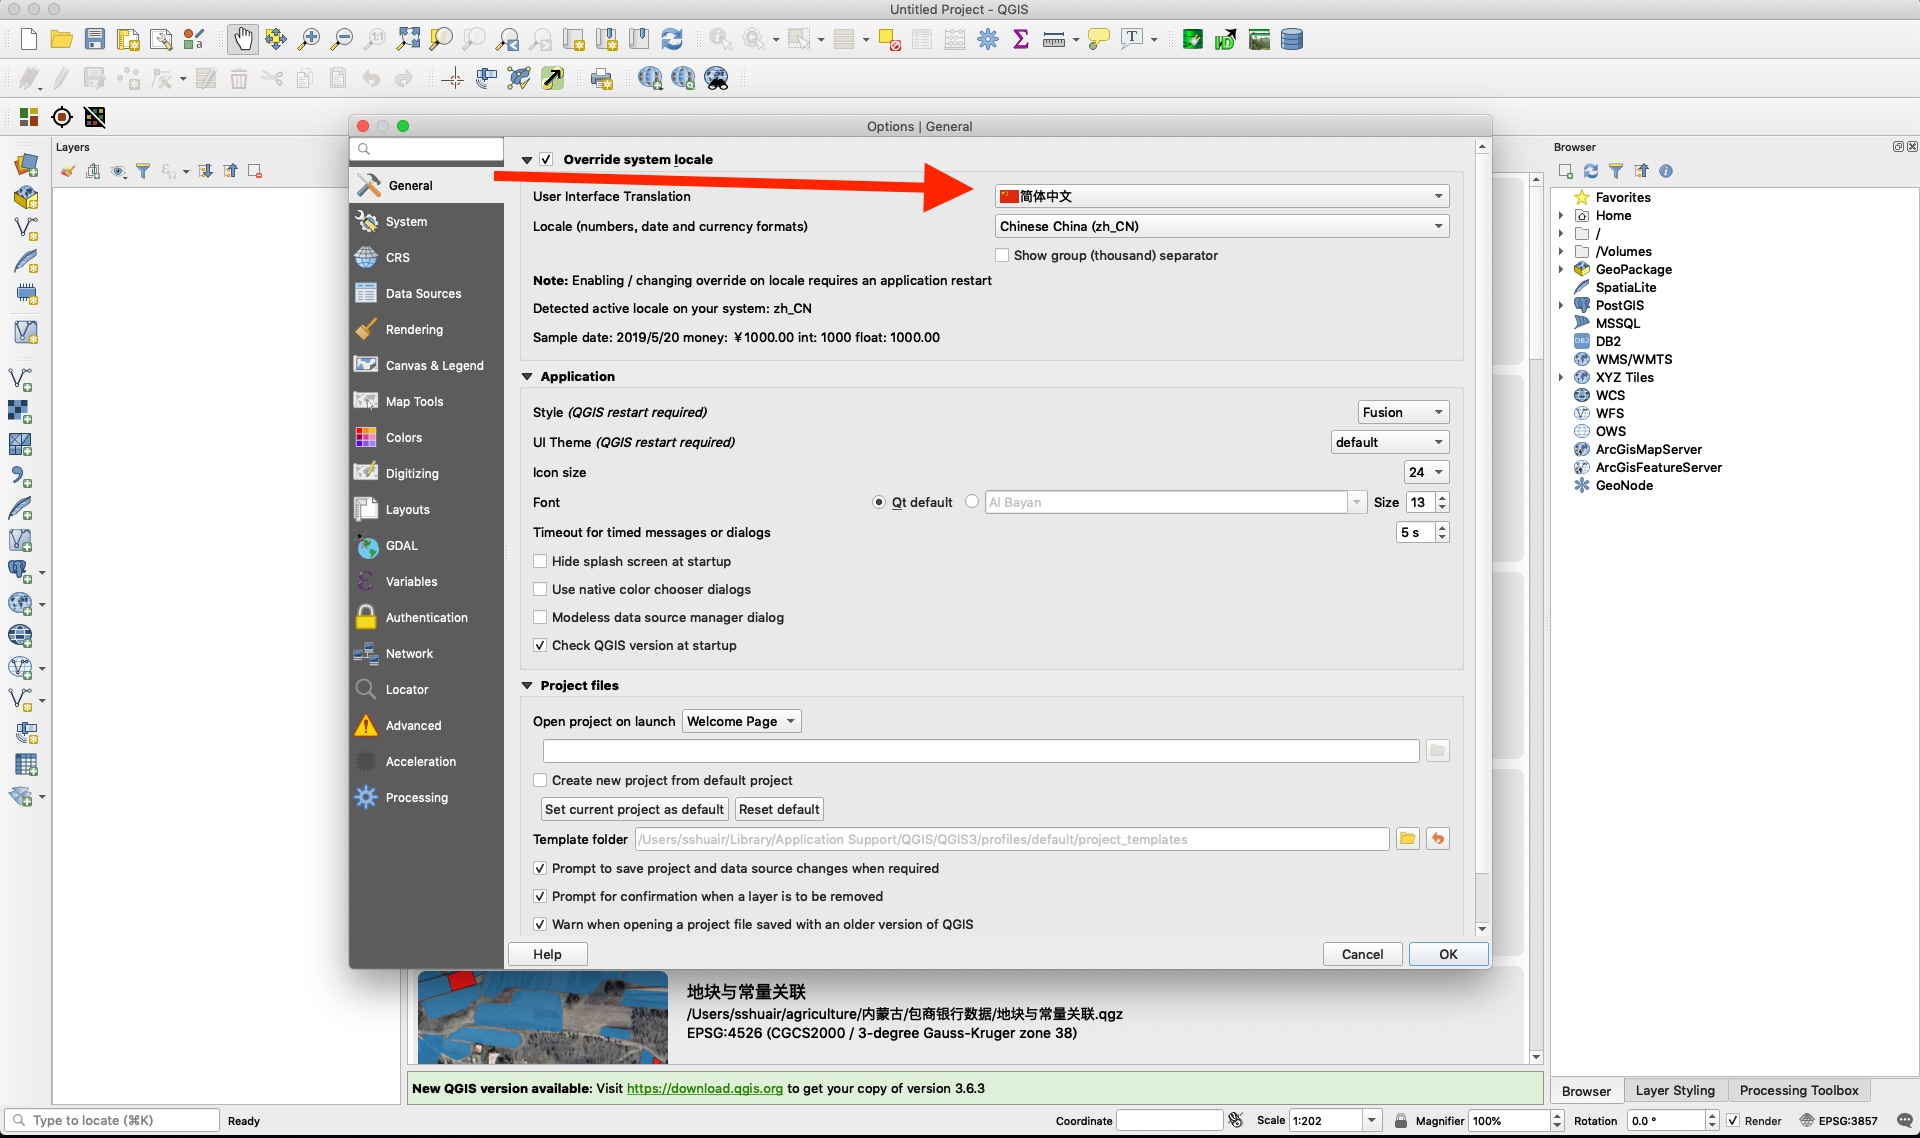 Untitled Project - QGIS
Layers
Options | General
General
System
CRS
Data Sources
Rendering
Canvas & Legend
Map Tools
Colors
Digitizing
Layouts
GDAL
Variables
Authentication
Network
Locator
Advanced
Acceleration
Processing
Override system locale
User Interface Translation
简体中文
Locale (numbers, date and currency formats)
Chinese China (zh_CN)
Show group (thousand) separator
Note: Enabling / changing override on locale requires an application restart
Detected active locale on your system: zh_CN
Sample date: 2019/5/20 money: ￥1000.00 int: 1000 float: 1000.00
Application
Style (QGIS restart required)
Fusion
UI Theme (QGIS restart required)
default
Icon size
24
Font
Qt default
Al Bayan
Size 13
Timeout for timed messages or dialogs
5 s
Hide splash screen at startup
Use native color chooser dialogs
Modeless data source manager dialog
Check QGIS version at startup
Project files
Open project on launch Welcome Page
Create new project from default project
Set current project as default Reset default
Template folder /Users/sshuair/Library/Application Support/QGIS/QGIS3/profiles/default/project_templates
Prompt to save project and data source changes when required
Prompt for confirmation when a layer is to be removed
Warn when opening a project file saved with an older version of QGIS
Help
Cancel
OK
地块与常量关联
/Users/sshuair/agriculture/内蒙古/包商银行数据/地块与常量关联.qgz
EPSG:4526 (CGCS2000 / 3-degree Gauss-Kruger zone 38)
New QGIS version available: Visit https://download.qgis.org to get your copy of version 3.6.3
Browser
Favorites
Home
/
/Volumes
GeoPackage
SpatiaLite
PostGIS
MSSQL
DB2
WMS/WMTS
XYZ Tiles
WCS
WFS
OWS
ArcGisMapServer
ArcGisFeatureServer
GeoNode
Browser
Layer Styling
Processing Toolbox
Type to locate (⌘K)
Ready
Coordinate
Scale 1:202
Magnifier 100%
Rotation 0.0 °
Render
EPSG:3857